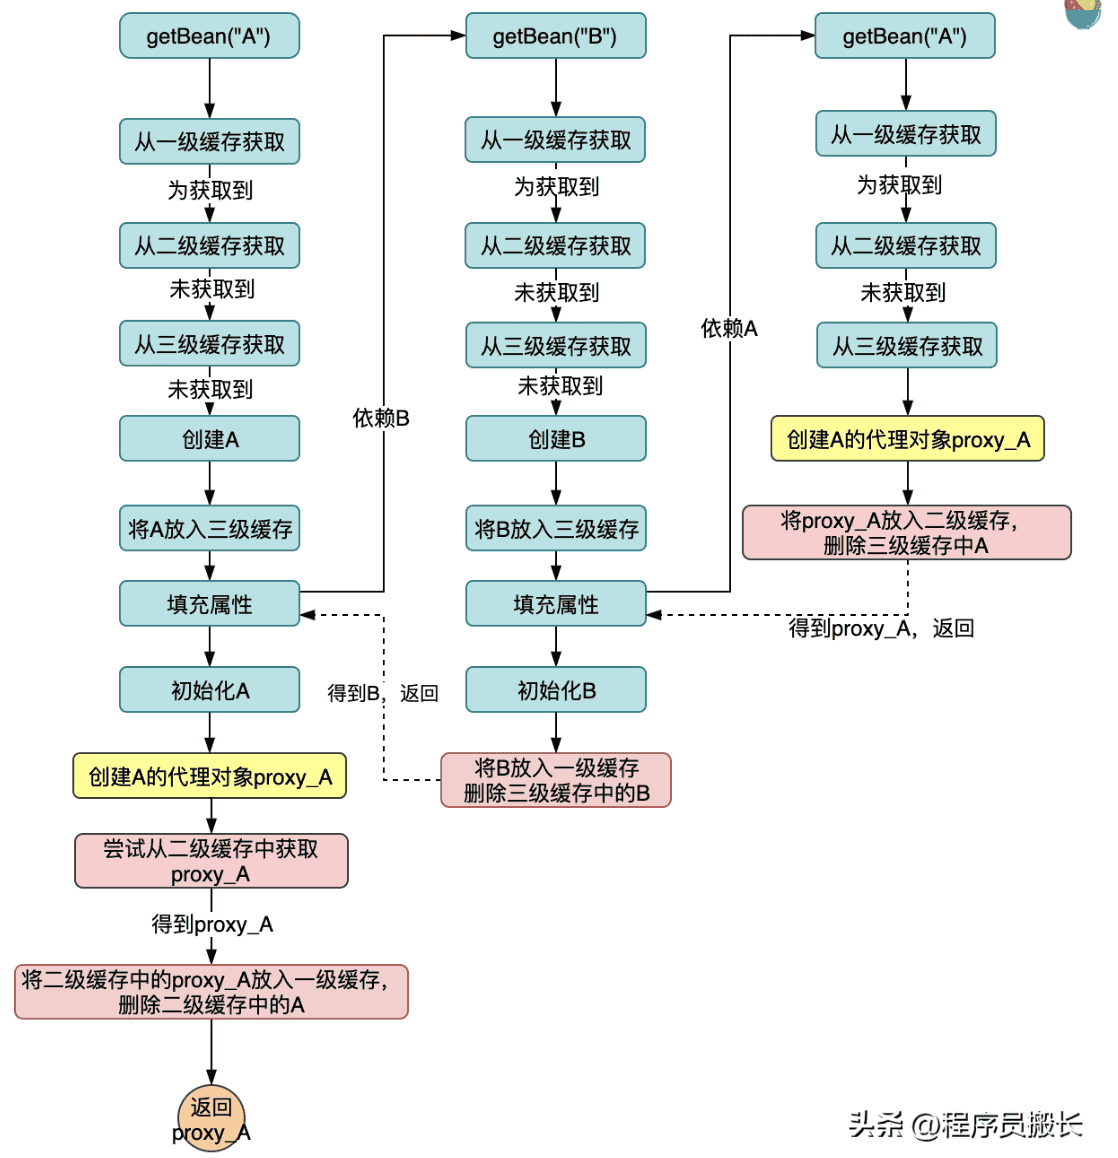 getBean("A")
从一级缓存获取
为获取到
从二级缓存获取
未获取到
从三级缓存获取
未获取到
创建A
将A放入三级缓存
填充属性
初始化A
创建A的代理对象proxy_A
尝试从二级缓存中获取
proxy_A
得到proxy_A
将二级缓存中的proxy_A放入一级缓存,
删除二级缓存中的A
返回
proxy_A
依赖B
得到B，返回
getBean("B")
从一级缓存获取
为获取到
从二级缓存获取
未获取到
从三级缓存获取
未获取到
创建B
将B放入三级缓存
填充属性
初始化B
将B放入一级缓存
删除三级缓存中的B
依赖A
getBean("A")
从一级缓存获取
为获取到
从二级缓存获取
未获取到
从三级缓存获取
创建A的代理对象proxy_A
将proxy_A放入二级缓存,
删除三级缓存中A
得到proxy_A，返回
头条 @程序员搬长